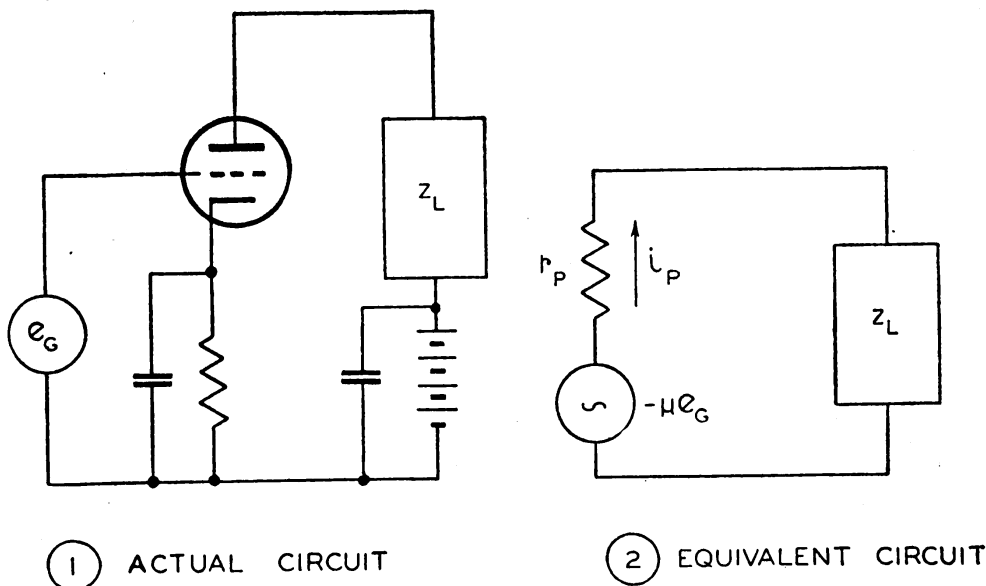 Z_L
e_G
r_P
i_P
Z_L
-μe_G
1 ACTUAL CIRCUIT
2 EQUIVALENT CIRCUIT